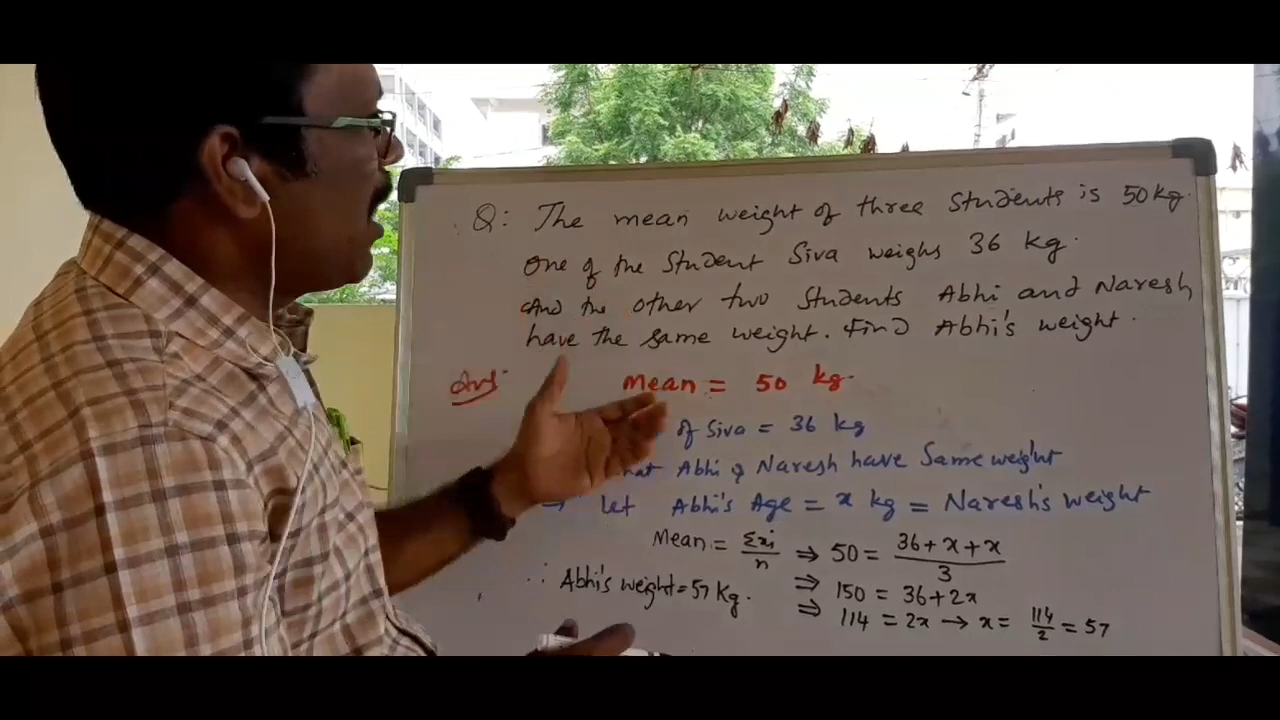 Q: The mean weight of three students is 50 kg.
One of the student Siva weighs 36 kg.
And the other two students Abhi and Naresh
have the same weight. Find Abhi's weight.
Ans: Mean = 50 kg.
of Siva = 36 kg
Abhi & Naresh have Same weight
→ let Abhi's Age = x kg = Naresh's weight
Mean = Σxi/n ⇒ 50 = (36+x+x)/3
∴ Abhi's weight = 57 Kg. ⇒ 150 = 36+2x
⇒ 114 = 2x → x = 114/2 = 57